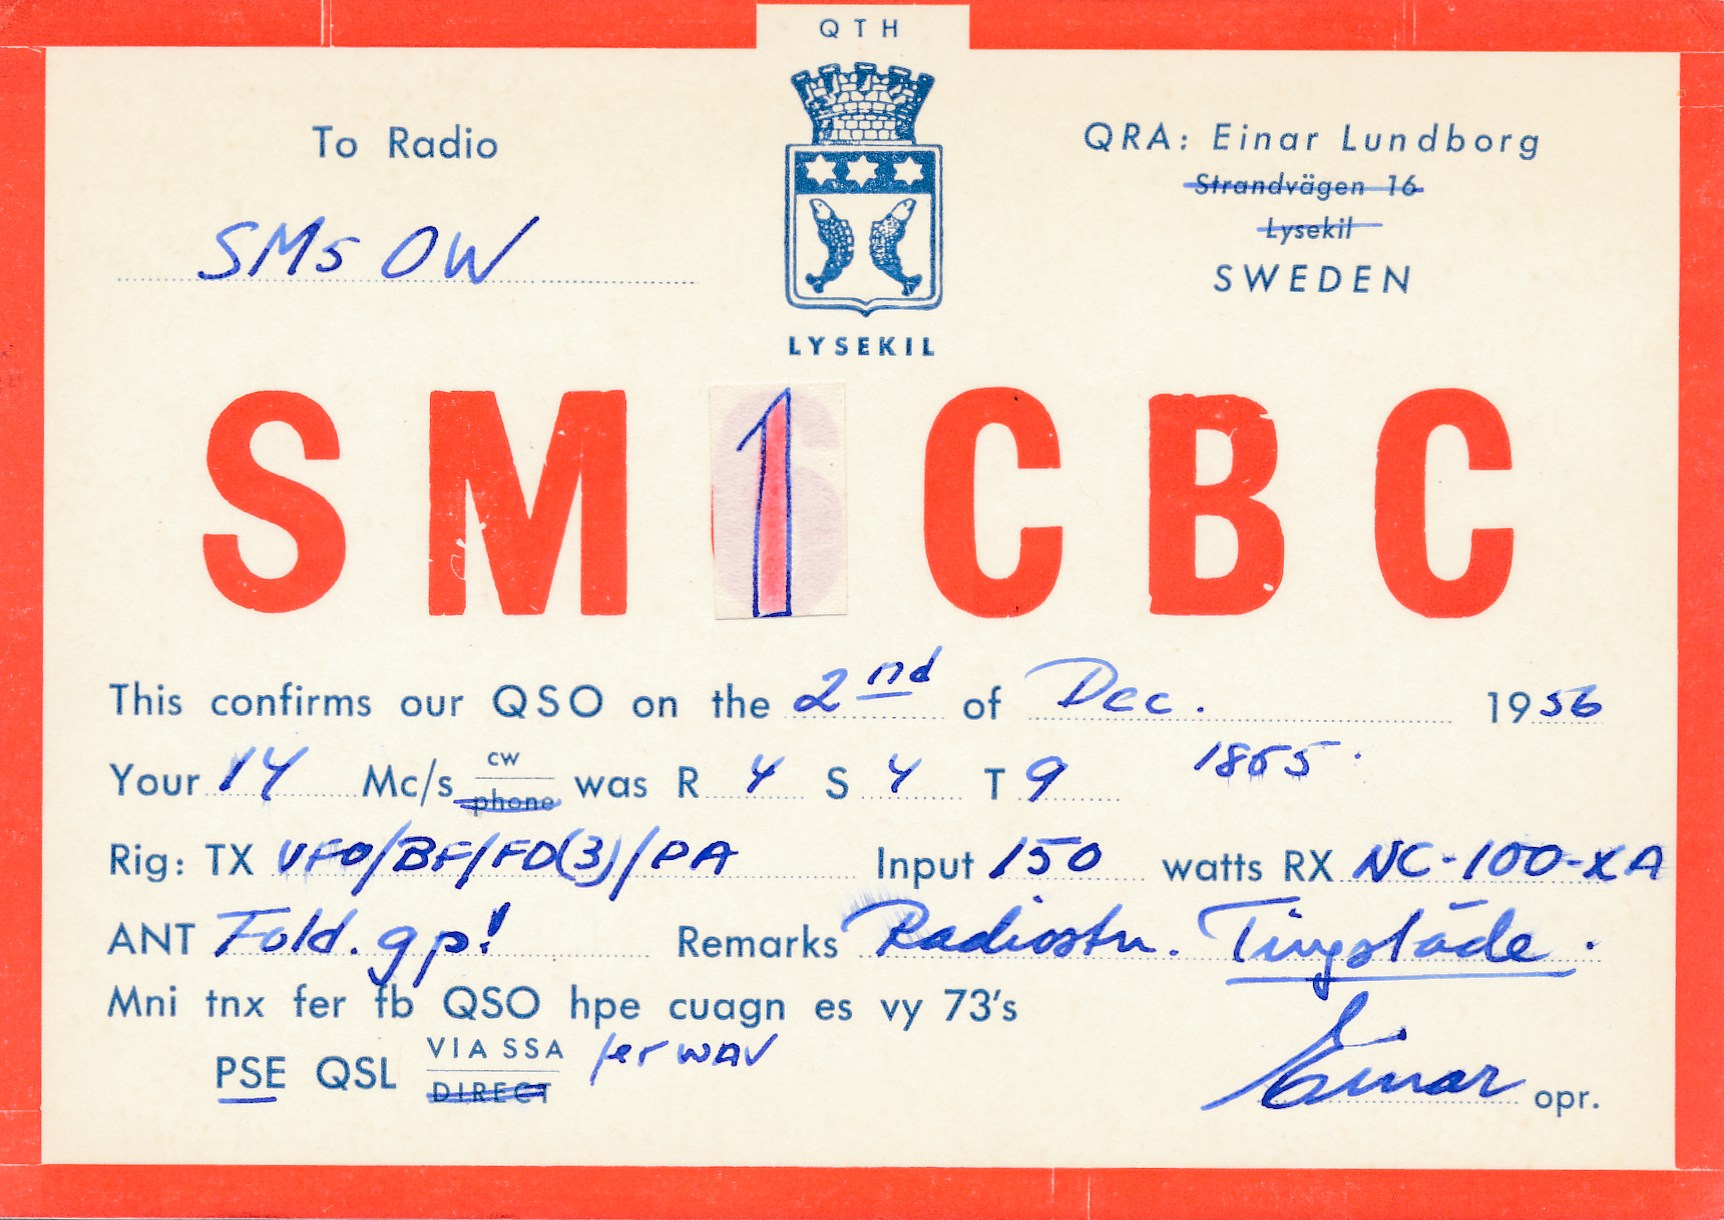 QTH
To Radio
SM5 OW
LYSEKIL
QRA: Einar Lundborg
Strandvägen 16
Lysekil
SWEDEN
SM1CBC
This confirms our QSO on the 2nd of Dec. 1956
Your 14 Mc/s cw phone was R 4 S 4 T 9 1855.
Rig: TX VFO/BF/FD(3)/PA Input 150 watts RX NC-100-XA
ANT Fold. gp! Remarks Radiostn. Tingstäde.
Mni tnx fer fb QSO hpe cuagn es vy 73's
PSE QSL VIA SSA DIRECT fer WAV
Einar opr.